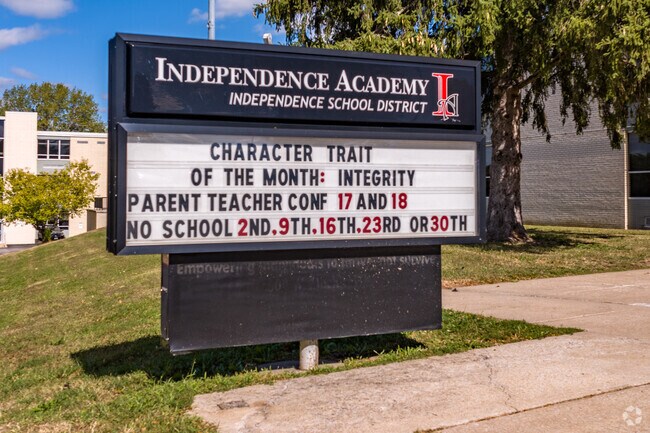 INDEPENDENCE ACADEMY
INDEPENDENCE SCHOOL DISTRICT
CHARACTER TRAIT
OF THE MONTH: INTEGRITY
PARENT TEACHER CONF 17 AND 18
NO SCHOOL 2ND.9TH.16TH.23RD OR 30TH
Empowering